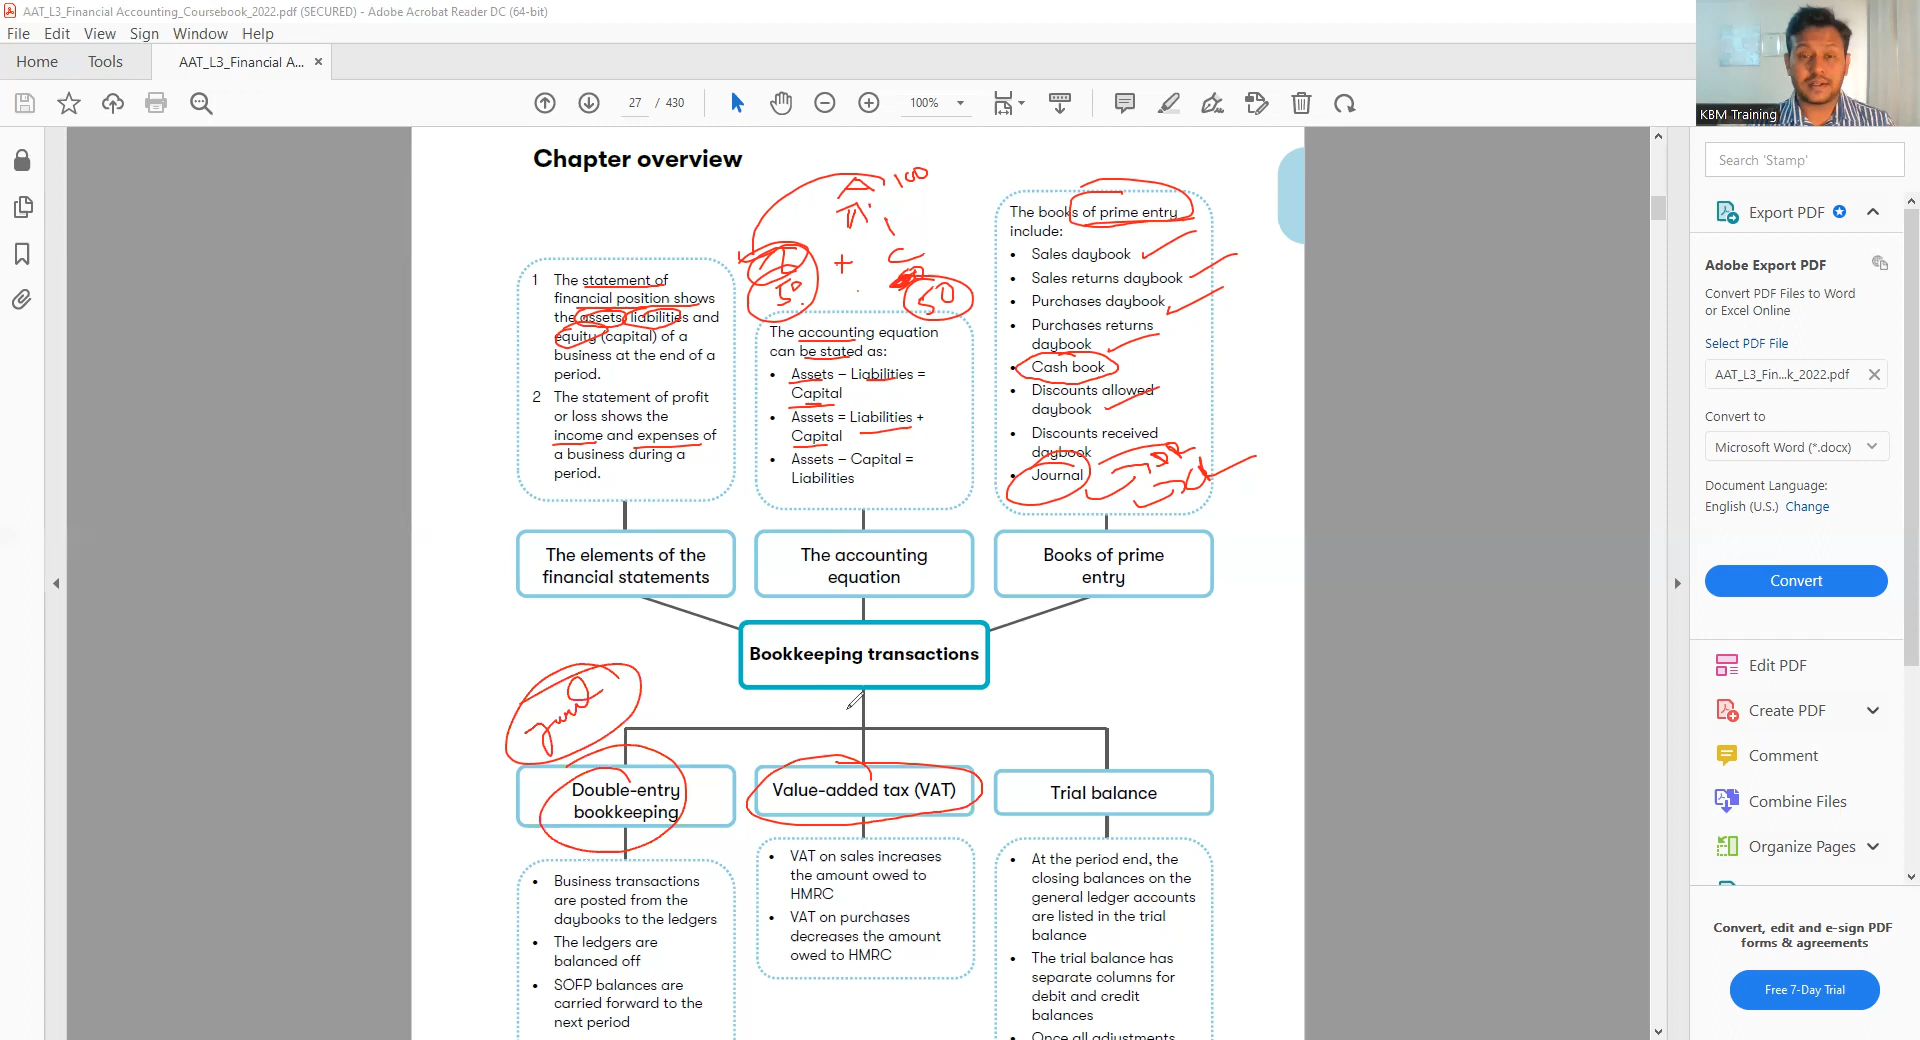 AAT_L3_Financial Accounting_Coursebook_2022.pdf (SECURED) - Adobe Acrobat Reader DC (64-bit)
File Edit View Sign Window Help
Home Tools AAT_L3_Financial A... ×
27 / 430 100%
KBM Training
Chapter overview
A 100
+
50 50
1 The statement of
financial position shows
the assets, liabilities and
equity (capital) of a
business at the end of a
period.
2 The statement of profit
or loss shows the
income and expenses of
a business during a
period.
The accounting equation
can be stated as:
• Assets – Liabilities =
Capital
• Assets = Liabilities +
Capital
• Assets – Capital =
Liabilities
The books of prime entry
include:
• Sales daybook
• Sales returns daybook
• Purchases daybook
• Purchases returns
daybook
• Cash book
• Discounts allowed
daybook
• Discounts received
daybook
• Journal
The elements of the
financial statements
The accounting
equation
Books of prime
entry
Bookkeeping transactions
Double-entry
bookkeeping
Value-added tax (VAT)
Trial balance
• Business transactions
are posted from the
daybooks to the ledgers
• The ledgers are
balanced off
• SOFP balances are
carried forward to the
next period
• VAT on sales increases
the amount owed to
HMRC
• VAT on purchases
decreases the amount
owed to HMRC
• At the period end, the
closing balances on the
general ledger accounts
are listed in the trial
balance
• The trial balance has
separate columns for
debit and credit
balances
• Once all adjustments
Search 'Stamp'
Export PDF
Adobe Export PDF
Convert PDF Files to Word
or Excel Online
Select PDF File
AAT_L3_Fin...k_2022.pdf
Convert to
Microsoft Word (*.docx)
Document Language:
English (U.S.) Change
Convert
Edit PDF
Create PDF
Comment
Combine Files
Organize Pages
Convert, edit and e-sign PDF
forms & agreements
Free 7-Day Trial